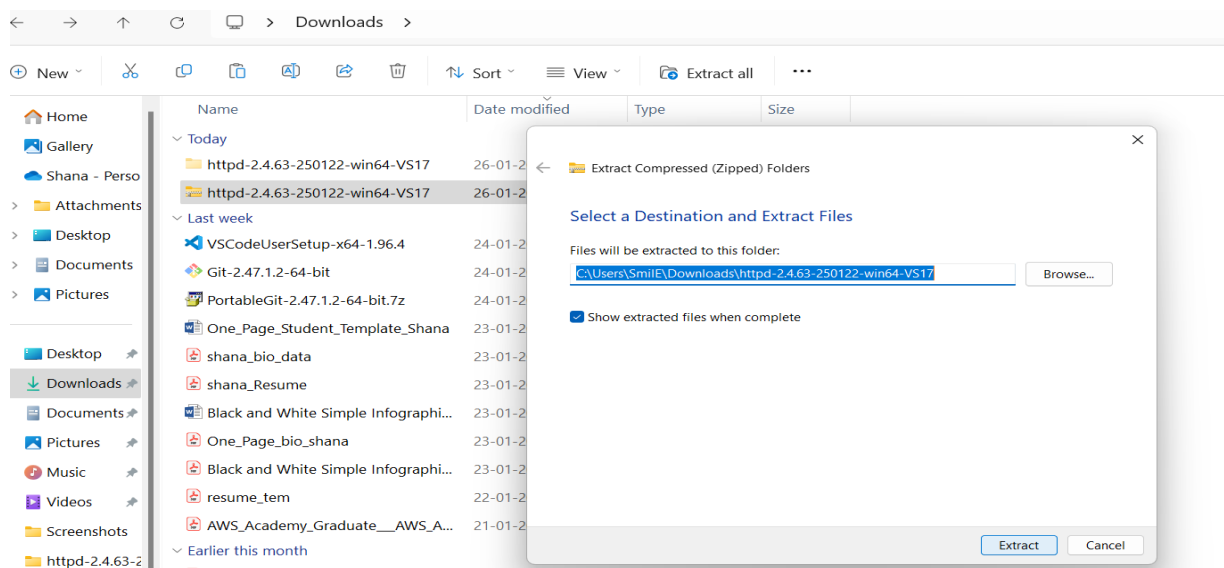 Downloads
New
Sort
View
Extract all
Home
Gallery
Shana - Perso
Attachments
Desktop
Documents
Pictures
Desktop
Downloads
Documents
Pictures
Music
Videos
Screenshots
httpd-2.4.63-2
Name Date modified Type Size
Today
httpd-2.4.63-250122-win64-VS17 26-01-2
httpd-2.4.63-250122-win64-VS17 26-01-2
Last week
VSCodeUserSetup-x64-1.96.4 24-01-2
Git-2.47.1.2-64-bit 24-01-2
PortableGit-2.47.1.2-64-bit.7z 24-01-2
One_Page_Student_Template_Shana 23-01-2
shana_bio_data 23-01-2
shana_Resume 23-01-2
Black and White Simple Infographi... 23-01-2
One_Page_bio_shana 23-01-2
Black and White Simple Infographi... 23-01-2
resume_tem 22-01-2
AWS_Academy_Graduate___AWS_A... 21-01-2
Earlier this month
Extract Compressed (Zipped) Folders
Select a Destination and Extract Files
Files will be extracted to this folder:
C:\Users\SmilE\Downloads\httpd-2.4.63-250122-win64-VS17
Browse...
Show extracted files when complete
Extract
Cancel